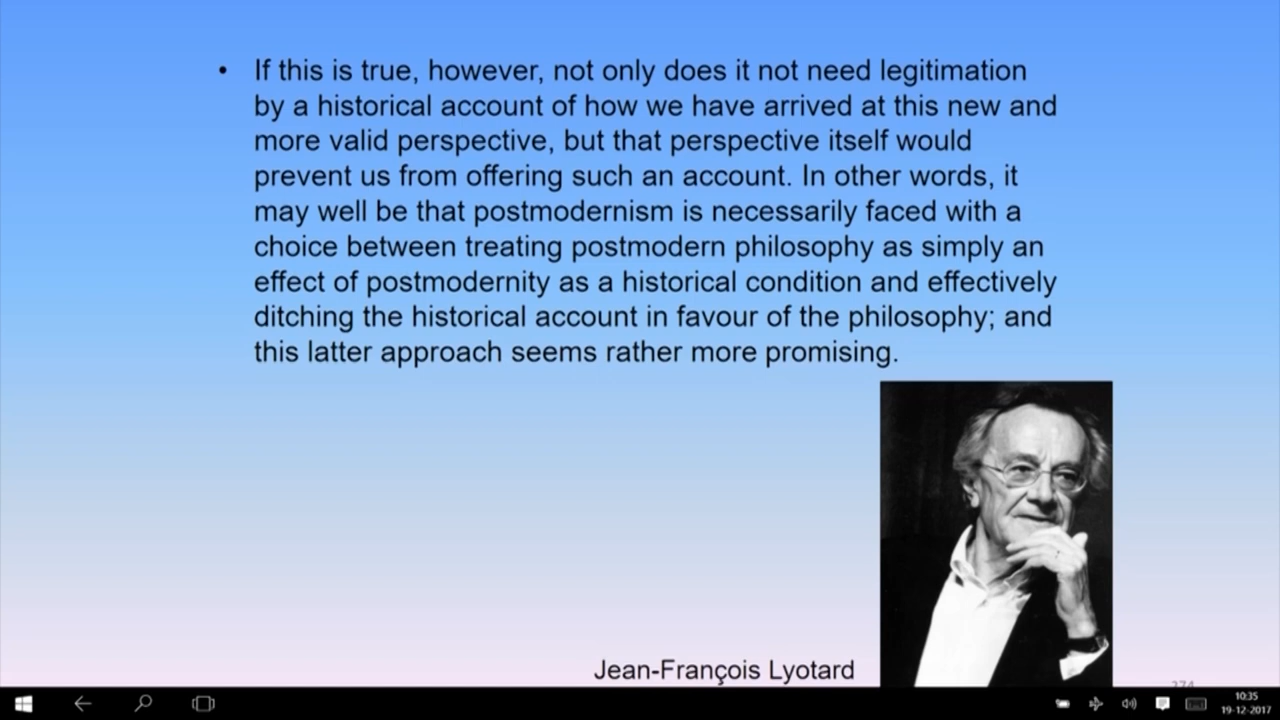 • If this is true, however, not only does it not need legitimation
by a historical account of how we have arrived at this new and
more valid perspective, but that perspective itself would
prevent us from offering such an account. In other words, it
may well be that postmodernism is necessarily faced with a
choice between treating postmodern philosophy as simply an
effect of postmodernity as a historical condition and effectively
ditching the historical account in favour of the philosophy; and
this latter approach seems rather more promising.
Jean-François Lyotard
274
10:35
19-12-2017